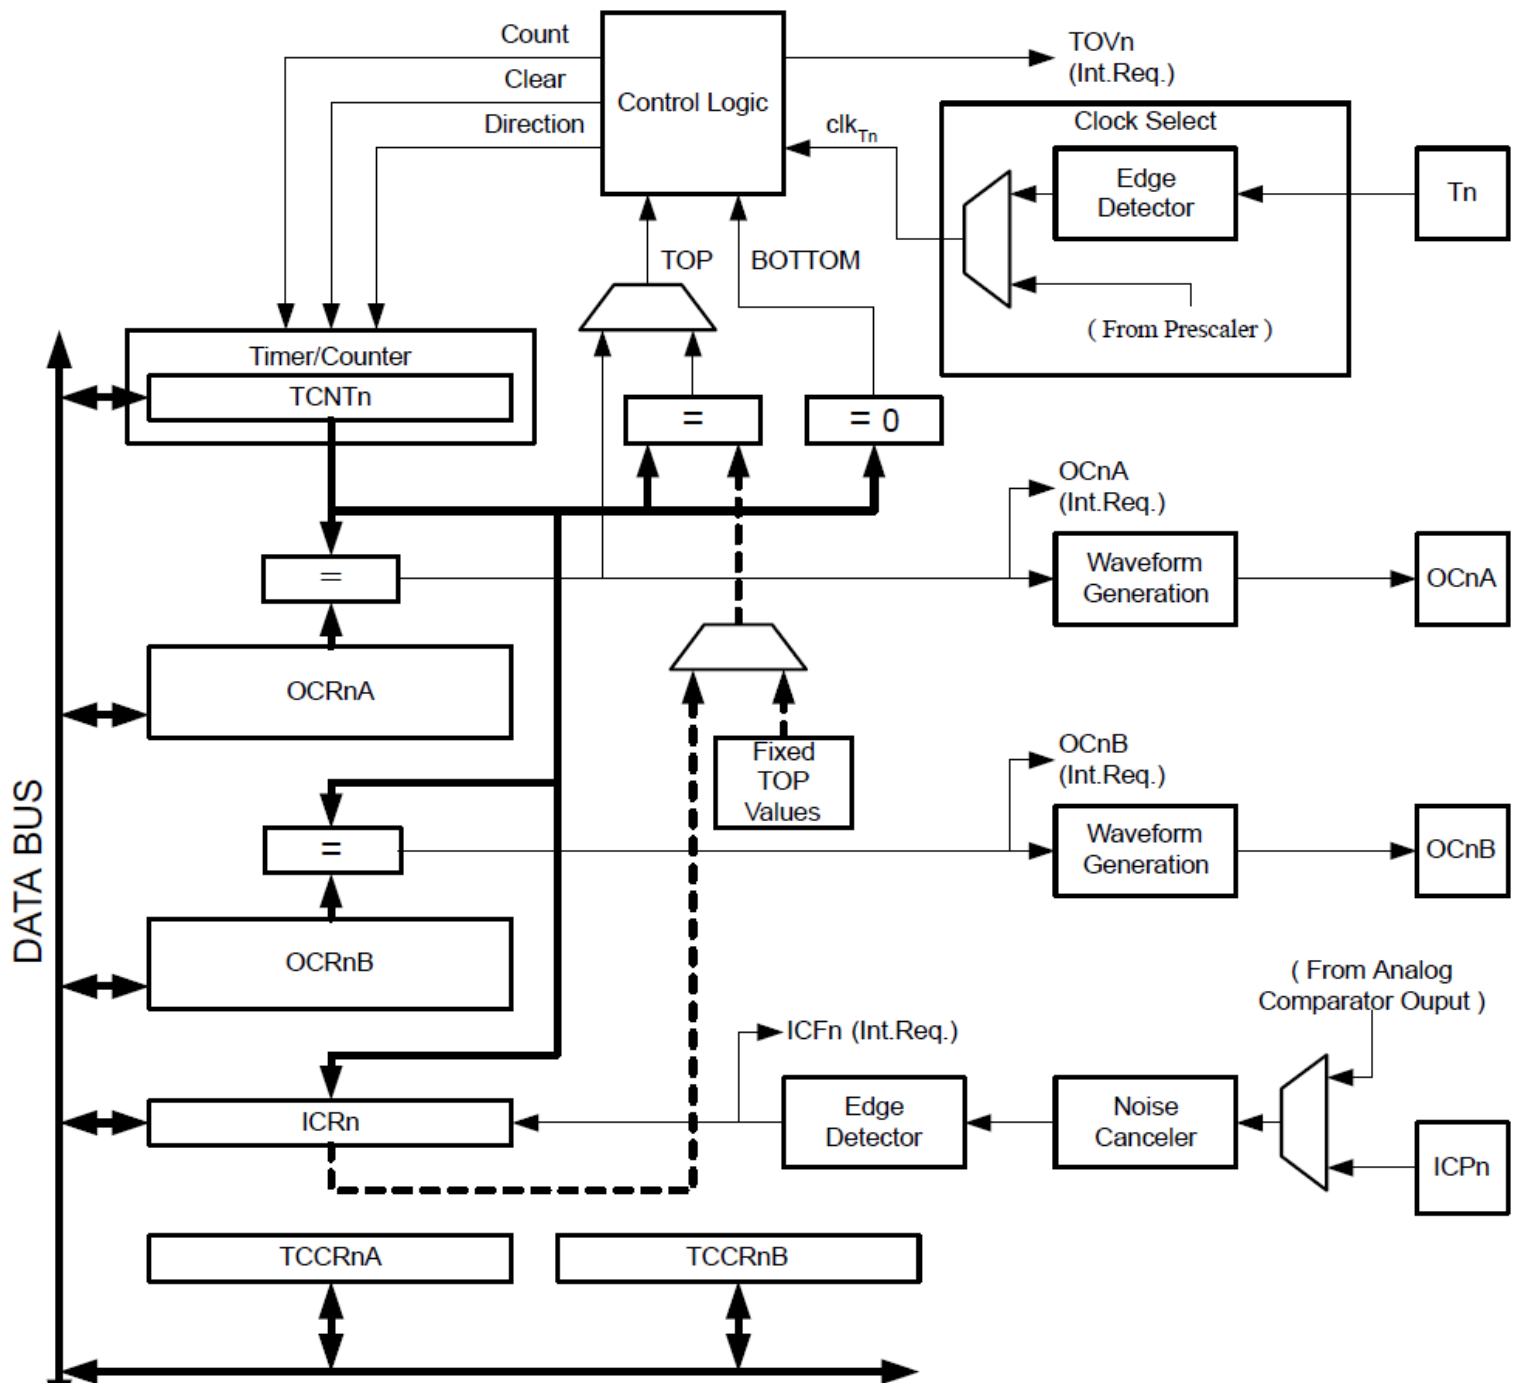 Count
Clear
Direction
Control Logic
TOVn
(Int.Req.)
clkTn
Clock Select
Edge
Detector
Tn
( From Prescaler )
TOP
BOTTOM
Timer/Counter
TCNTn
=
= 0
OCnA
(Int.Req.)
=
Waveform
Generation
OCnA
OCRnA
Fixed
TOP
Values
OCnB
(Int.Req.)
=
Waveform
Generation
OCnB
DATA BUS
OCRnB
( From Analog
Comparator Ouput )
ICFn (Int.Req.)
ICRn
Edge
Detector
Noise
Canceler
ICPn
TCCRnA
TCCRnB